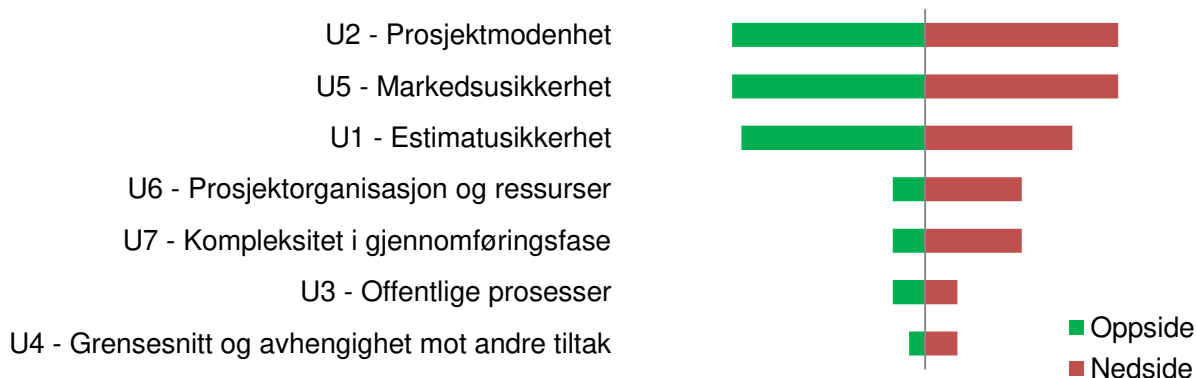 U2 - Prosjektmodenhet
U5 - Markedsusikkerhet
U1 - Estimatusikkerhet
U6 - Prosjektorganisasjon og ressurser
U7 - Kompleksitet i gjennomføringsfase
U3 - Offentlige prosesser
U4 - Grensesnitt og avhengighet mot andre tiltak
Oppside
Nedside